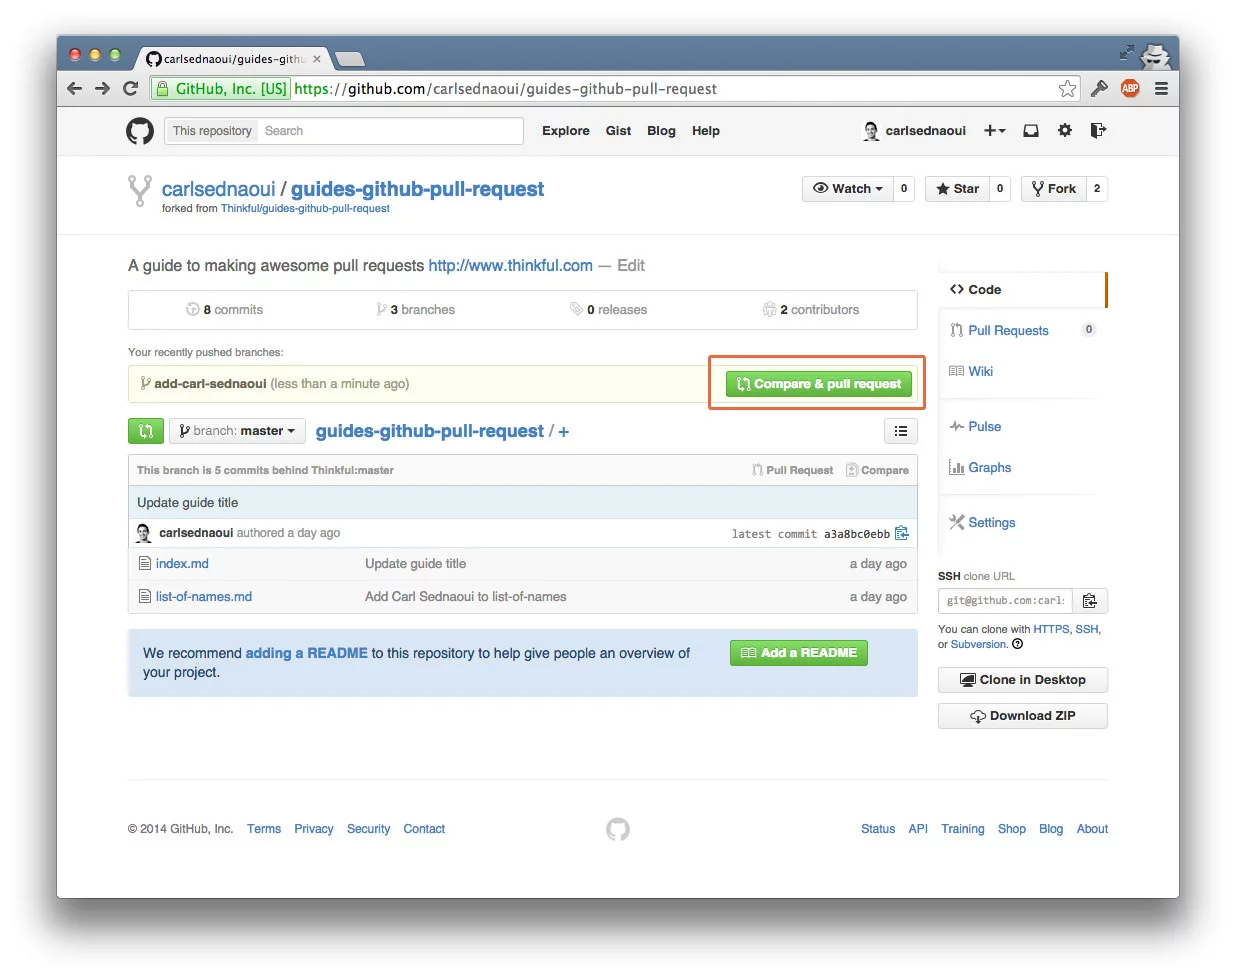 carlsednaoui/guides-gith
GitHub, Inc. [US] https://github.com/carlsednaoui/guides-github-pull-request
ABP
This repository Search Explore Gist Blog Help carlsednaoui
carlsednaoui / guides-github-pull-request Watch 0 Star 0 Fork 2
forked from Thinkful/guides-github-pull-request
A guide to making awesome pull requests http://www.thinkful.com — Edit
8 commits 3 branches 0 releases 2 contributors
Your recently pushed branches:
add-carl-sednaoui (less than a minute ago) Compare & pull request
branch: master guides-github-pull-request / +
This branch is 5 commits behind Thinkful:master Pull Request Compare
Update guide title
carlsednaoui authored a day ago latest commit a3a8bc0ebb
index.md Update guide title a day ago
list-of-names.md Add Carl Sednaoui to list-of-names a day ago
We recommend adding a README to this repository to help give people an overview of
your project.
Add a README
Code
Pull Requests 0
Wiki
Pulse
Graphs
Settings
SSH clone URL
git@github.com:carl
You can clone with HTTPS, SSH,
or Subversion.
Clone in Desktop
Download ZIP
© 2014 GitHub, Inc. Terms Privacy Security Contact Status API Training Shop Blog About